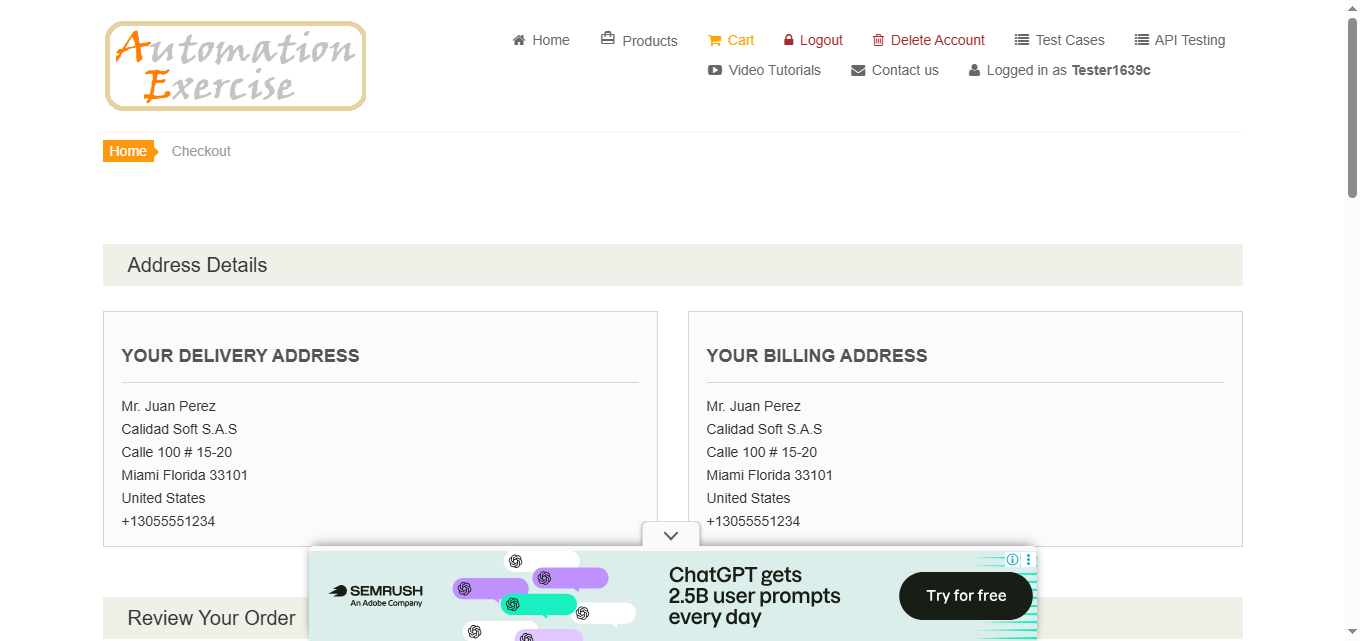 Automation
Exercise
Home
Products
Cart
Logout
Delete Account
Test Cases
API Testing
Video Tutorials
Contact us
Logged in as Tester1639c
Home
Checkout
Address Details
YOUR DELIVERY ADDRESS
Mr. Juan Perez
Calidad Soft S.A.S
Calle 100 # 15-20
Miami Florida 33101
United States
+13055551234
YOUR BILLING ADDRESS
Mr. Juan Perez
Calidad Soft S.A.S
Calle 100 # 15-20
Miami Florida 33101
United States
+13055551234
Review Your Order
SEMRUSH
An Adobe Company
ChatGPT gets
2.5B user prompts
every day
Try for free